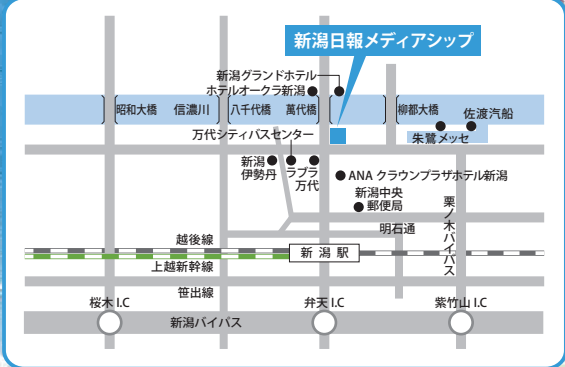 新潟日報メディアシップ
新潟グランドホテル
ホテルオークラ新潟
昭和大橋
信濃川
八千代橋
萬代橋
柳都大橋
佐渡汽船
朱鷺メッセ
万代シティバスセンター
新潟
伊勢丹
ラブラ
万代
ANA クラウンプラザホテル新潟
新潟中央
郵便局
明石通
栗ノ木バイパス
越後線
新潟駅
上越新幹線
笹出線
桜木 I.C
弁天 I.C
紫竹山 I.C
新潟バイパス